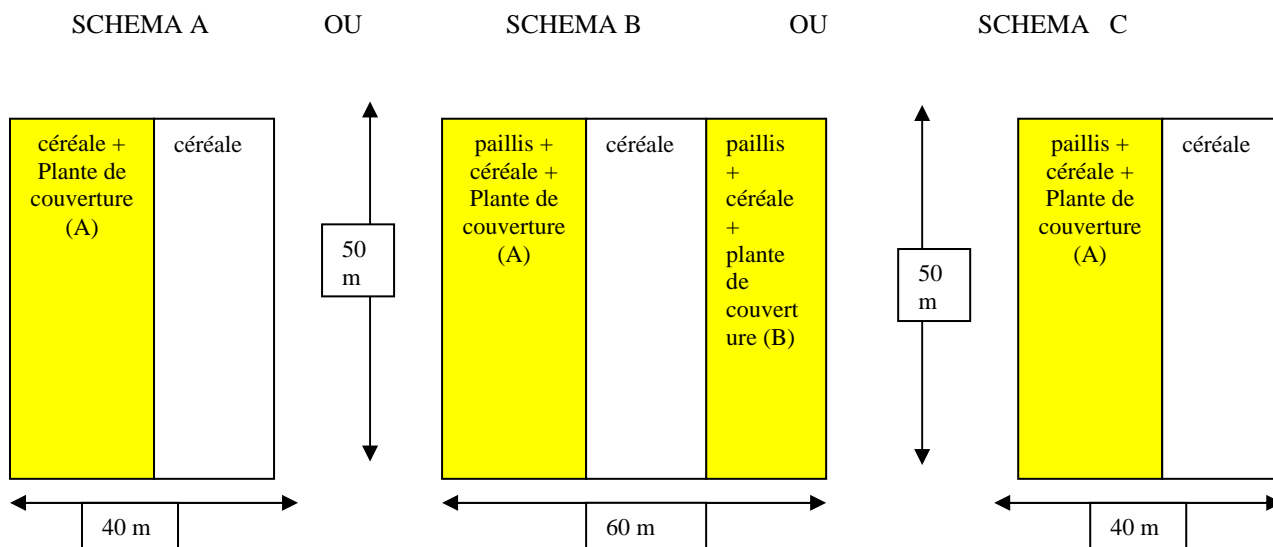 SCHEMA A OU SCHEMA B OU SCHEMA C
céréale +
Plante de
couverture
(A)
céréale
50
m
paillis +
céréale +
Plante de
couverture
(A)
céréale
paillis
+
céréale
+
plante
de
couvert
ure (B)
50
m
paillis +
céréale +
Plante de
couverture
(A)
céréale
40 m
60 m
40 m